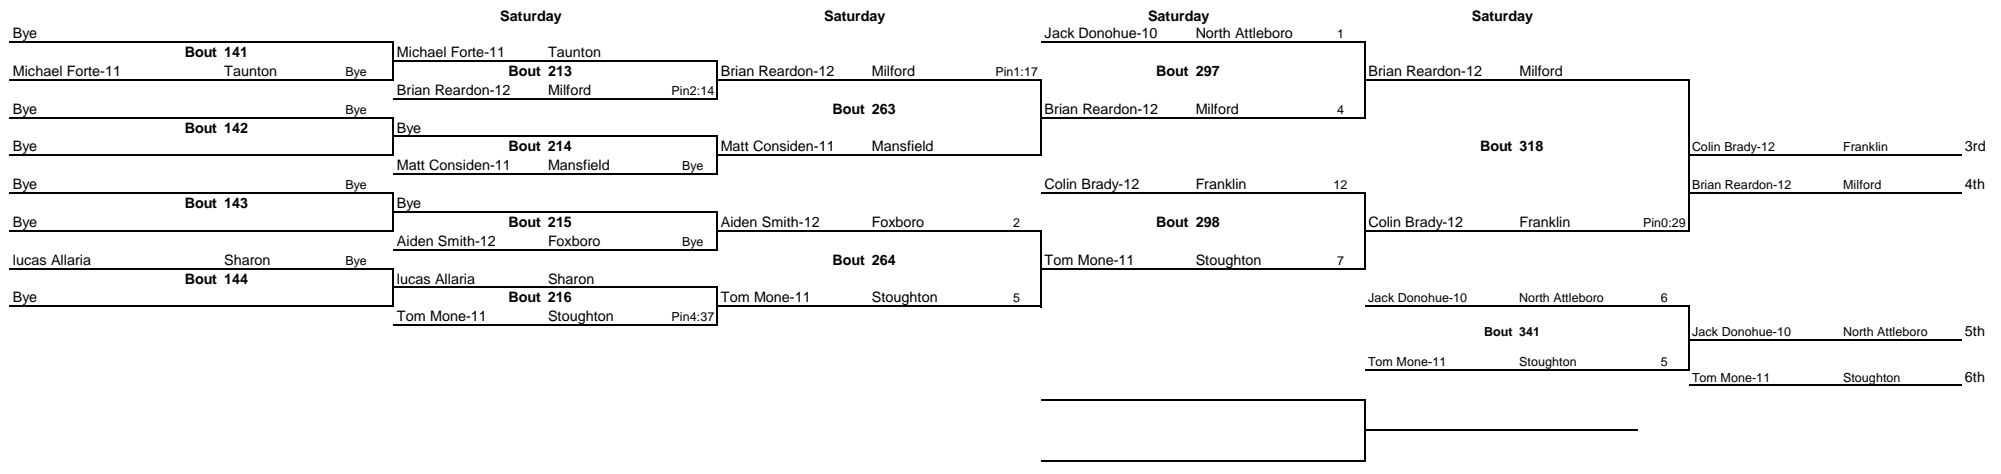 Saturday Saturday Saturday Saturday
Bye Jack Donohue-10 North Attleboro 1
Bout 141 Michael Forte-11 Taunton
Michael Forte-11 Taunton Bye Bout 213 Brian Reardon-12 Milford Pin1:17 Bout 297 Brian Reardon-12 Milford
Brian Reardon-12 Milford Pin2:14
Bye Bye Bout 263 Brian Reardon-12 Milford 4
Bout 142 Bye
Bye Bout 214 Matt Considen-11 Mansfield Bout 318 Colin Brady-12 Franklin 3rd
Matt Considen-11 Mansfield Bye
Bye Bye Colin Brady-12 Franklin 12 Brian Reardon-12 Milford 4th
Bout 143 Bye
Bye Bout 215 Aiden Smith-12 Foxboro 2 Bout 298 Colin Brady-12 Franklin Pin0:29
Aiden Smith-12 Foxboro Bye
lucas Allaria Sharon Bye Bout 264 Tom Mone-11 Stoughton 7
Bout 144 lucas Allaria Sharon
Bye Bout 216 Tom Mone-11 Stoughton 5 Jack Donohue-10 North Attleboro 6
Tom Mone-11 Stoughton Pin4:37
Bout 341 Jack Donohue-10 North Attleboro 5th
Tom Mone-11 Stoughton 5
Tom Mone-11 Stoughton 6th